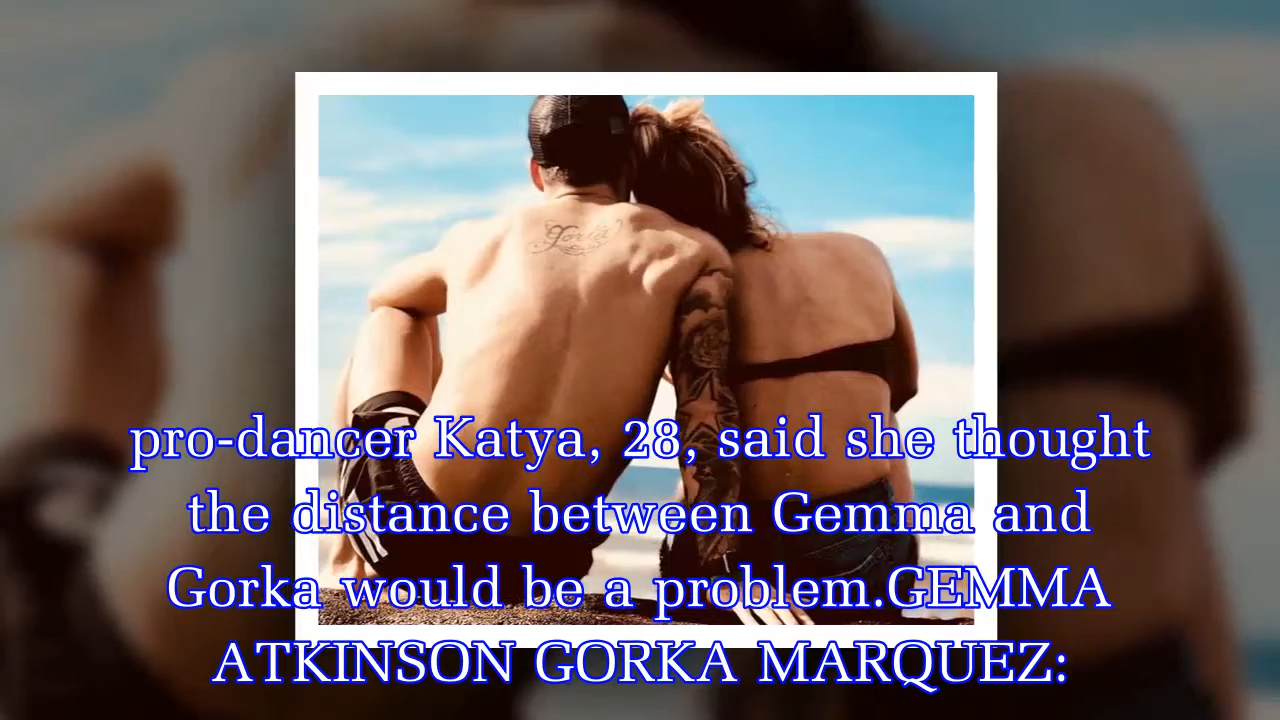 Gorka
pro-dancer Katya, 28, said she thought
the distance between Gemma and
Gorka would be a problem.GEMMA
ATKINSON GORKA MARQUEZ: